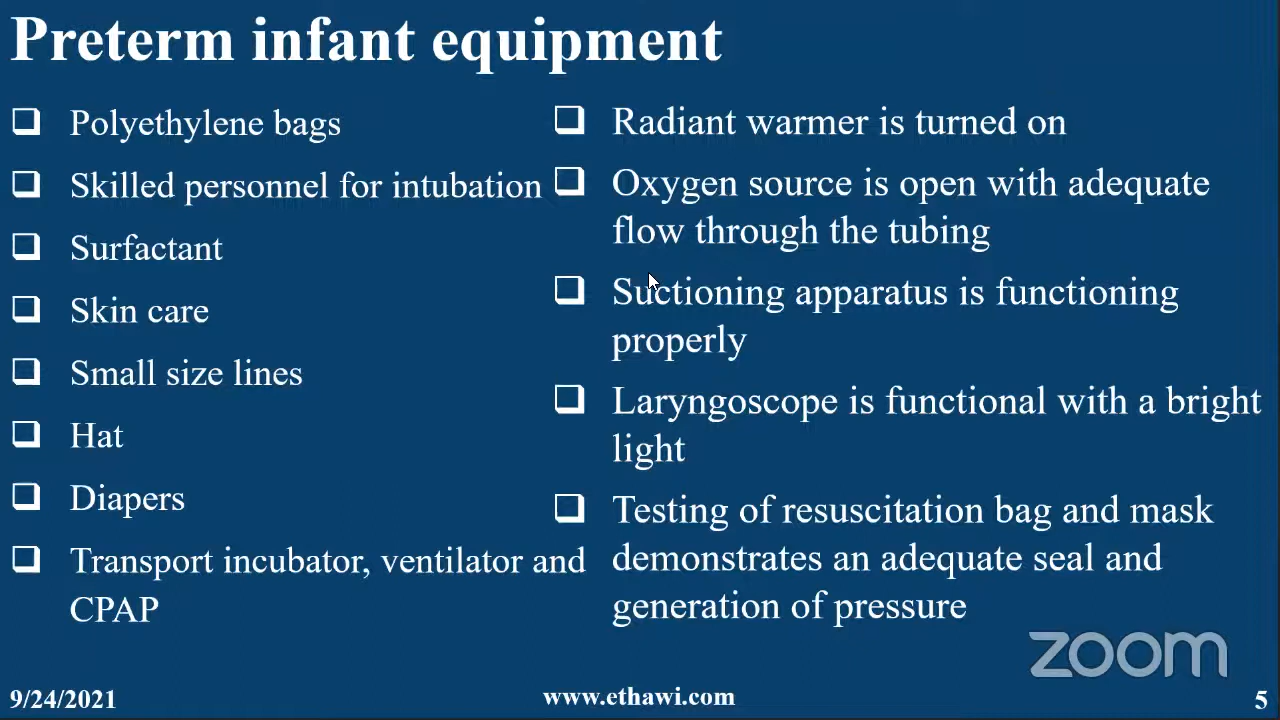 Preterm infant equipment
Polyethylene bags
Skilled personnel for intubation
Surfactant
Skin care
Small size lines
Hat
Diapers
Transport incubator, ventilator and
CPAP
Radiant warmer is turned on
Oxygen source is open with adequate
flow through the tubing
Suctioning apparatus is functioning
properly
Laryngoscope is functional with a bright
light
Testing of resuscitation bag and mask
demonstrates an adequate seal and
generation of pressure
zoom
9/24/2021
www.ethawi.com
5